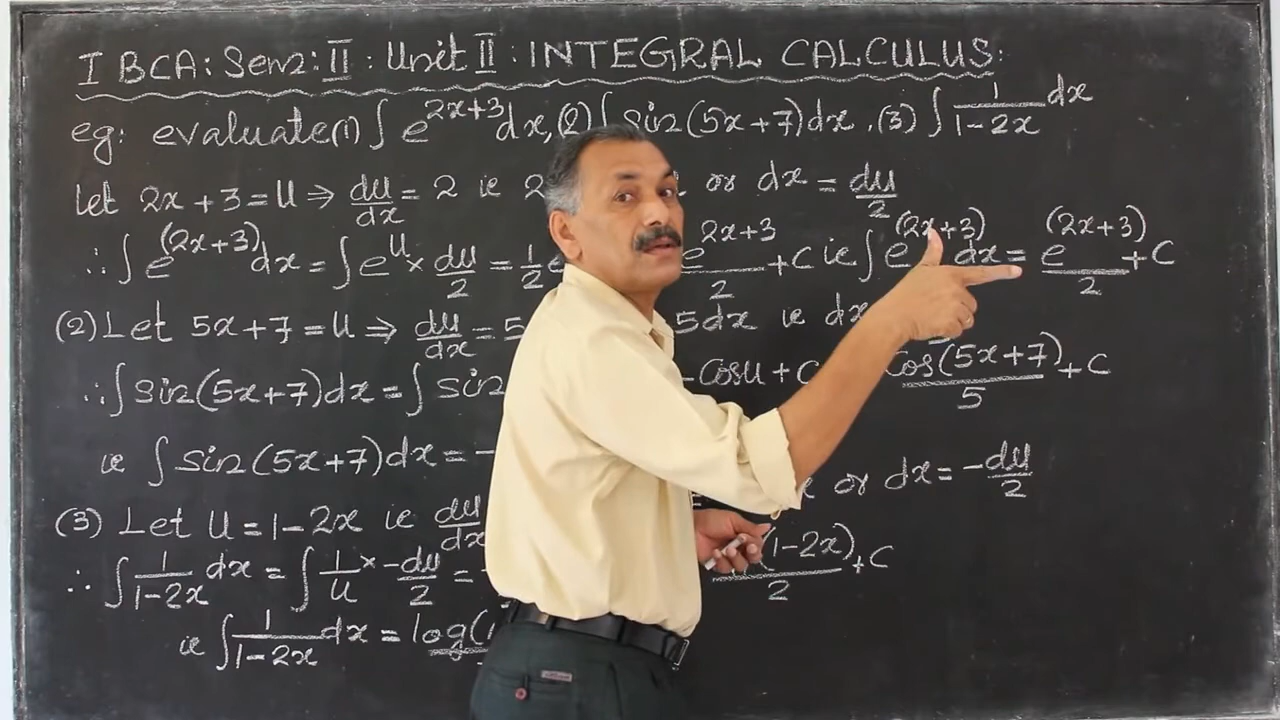 I BCA: Sem: II : Unit II : INTEGRAL CALCULUS:
eg: evaluate (1) ∫ e^(2x+3) dx, (2) ∫ sin(5x+7)dx, (3) ∫ 1/(1-2x) dx
let 2x+3 = u ⇒ du/dx = 2 ie 2 or dx = du/2
∴ ∫ e^(2x+3) dx = ∫ e^u × du/2 = 1/2 e^(2x+3)/2 + C ie ∫ e^(2x+3) dx = e^(2x+3)/2 + C
(2) Let 5x+7 = u ⇒ du/dx = 5 5dx ie dx
∴ ∫ sin(5x+7)dx = ∫ sin -cosu + C cos(5x+7)/5 + C
ie ∫ sin(5x+7)dx = -
(3) Let u = 1-2x ie du/dx or dx = -du/2
∴ ∫ 1/(1-2x) dx = ∫ 1/u × -du/2 = - (1-2x)/2 + C
ie ∫ 1/(1-2x) dx = log(